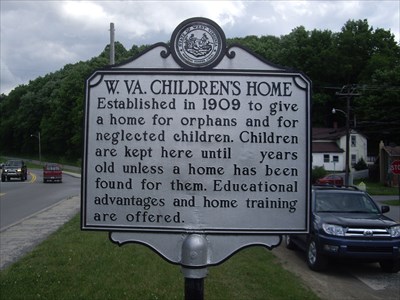 W. VA. CHILDREN'S HOME
Established in 1909 to give
a home for orphans and for
neglected children. Children
are kept here until years
old unless a home has been
found for them. Educational
advantages and home training
are offered.